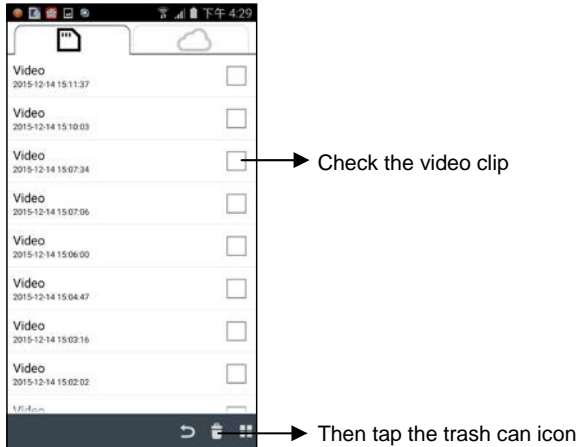 下午 4:29
Video
2015-12-14 15:11:37
Video
2015-12-14 15:10:03
Video
2015-12-14 15:07:34
Check the video clip
Video
2015-12-14 15:07:06
Video
2015-12-14 15:06:00
Video
2015-12-14 15:04:47
Video
2015-12-14 15:03:16
Video
2015-12-14 15:02:02
Video
Then tap the trash can icon